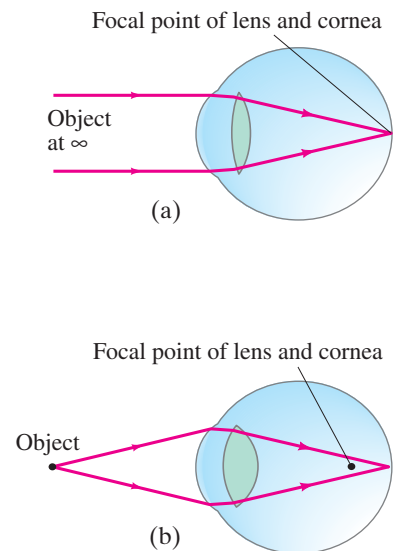 Focal point of lens and cornea
Object
at ∞
(a)
Focal point of lens and cornea
Object
(b)